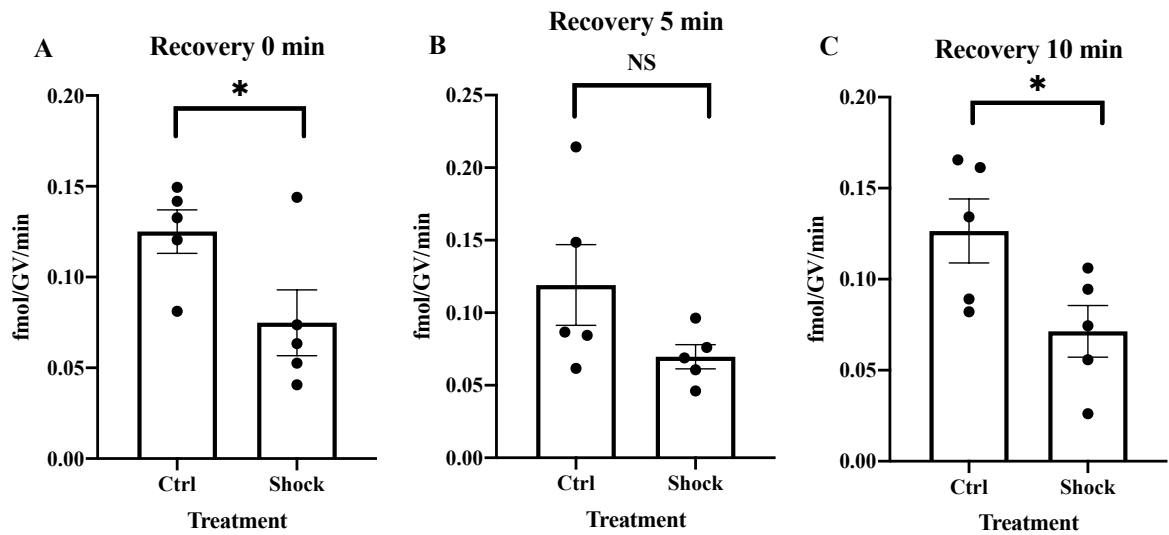 A
Recovery 0 min
*
fmol/GV/min
0.20
0.15
0.10
0.05
0.00
Ctrl
Shock
Treatment
B
Recovery 5 min
NS
fmol/GV/min
0.25
0.20
0.15
0.10
0.05
0.00
Ctrl
Shock
Treatment
C
Recovery 10 min
*
fmol/GV/min
0.20
0.15
0.10
0.05
0.00
Ctrl
Shock
Treatment